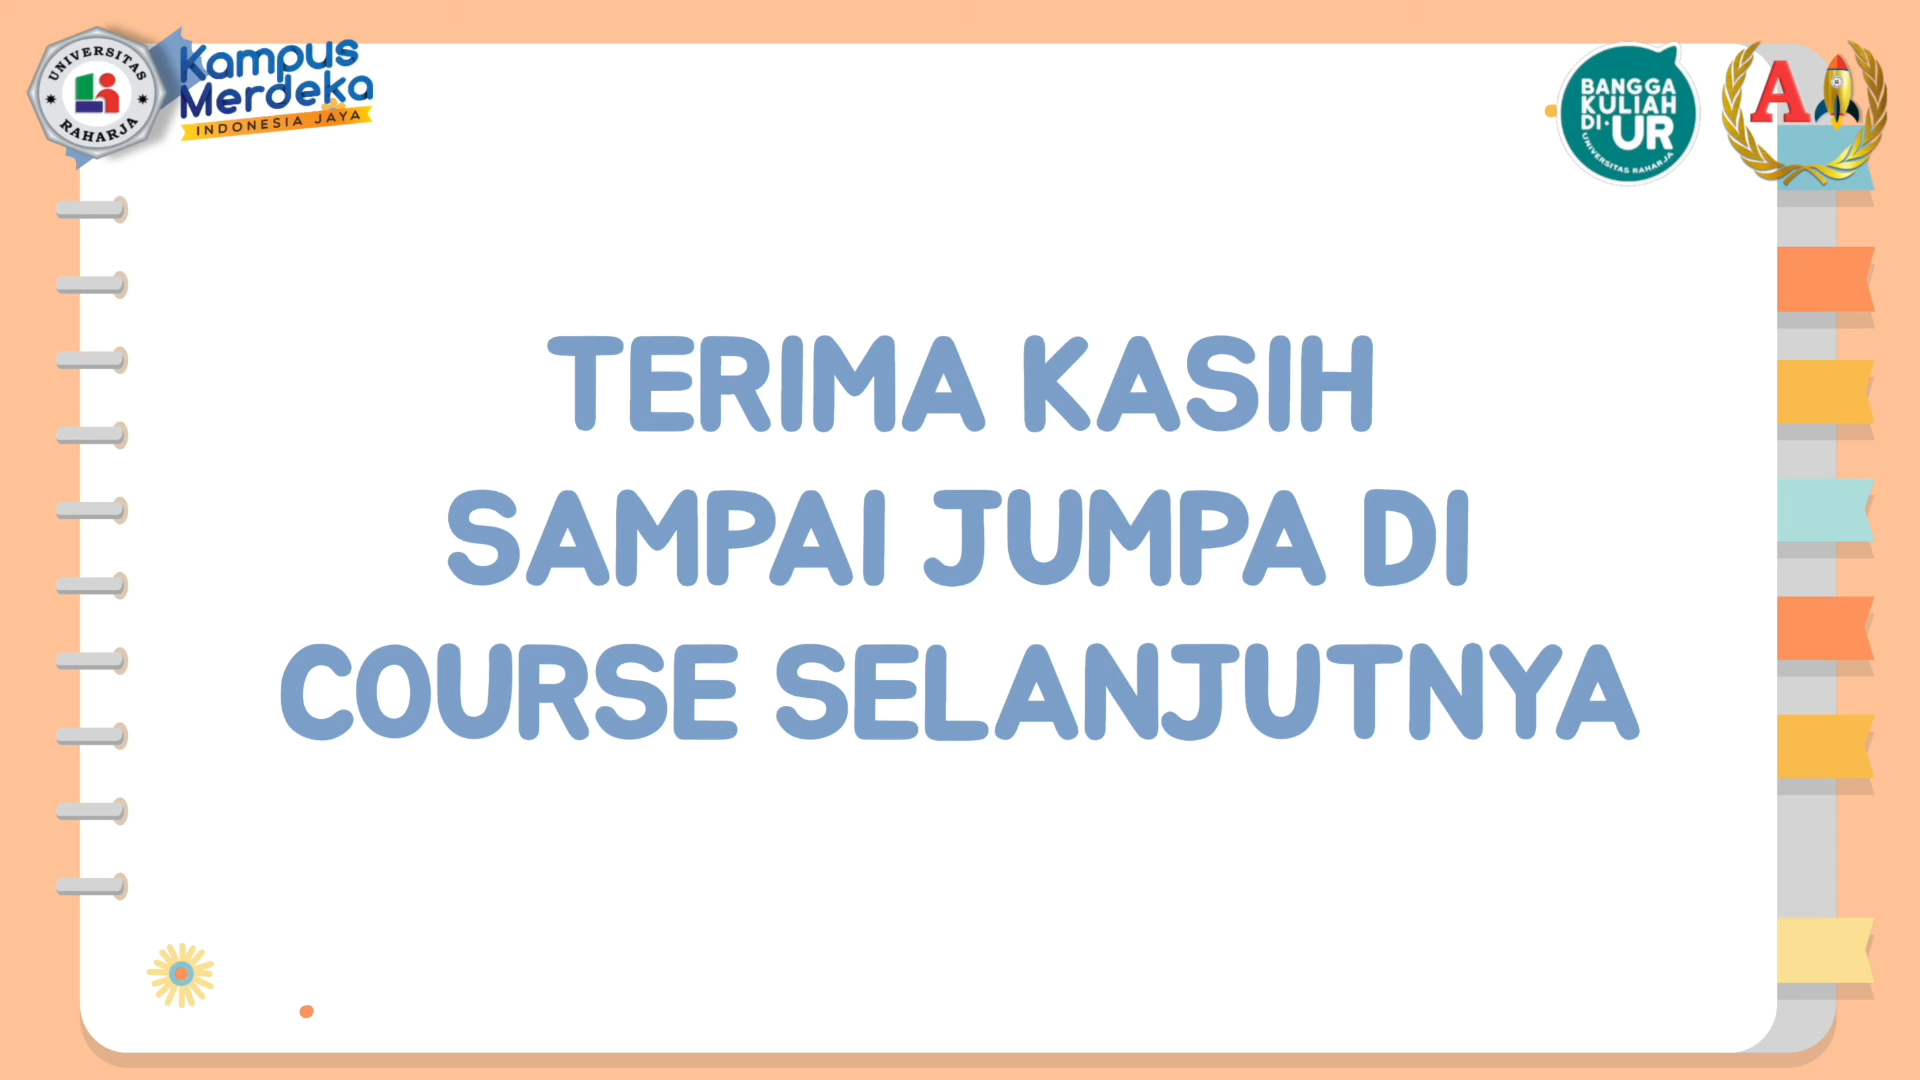 UNIVERSITAS
RAHARJA
Kampus
Merdeka
INDONESIA JAYA
BANGGA
KULIAH
DI·UR
UNIVERSITAS RAHARJA
A
TERIMA KASIH
SAMPAI JUMPA DI
COURSE SELANJUTNYA